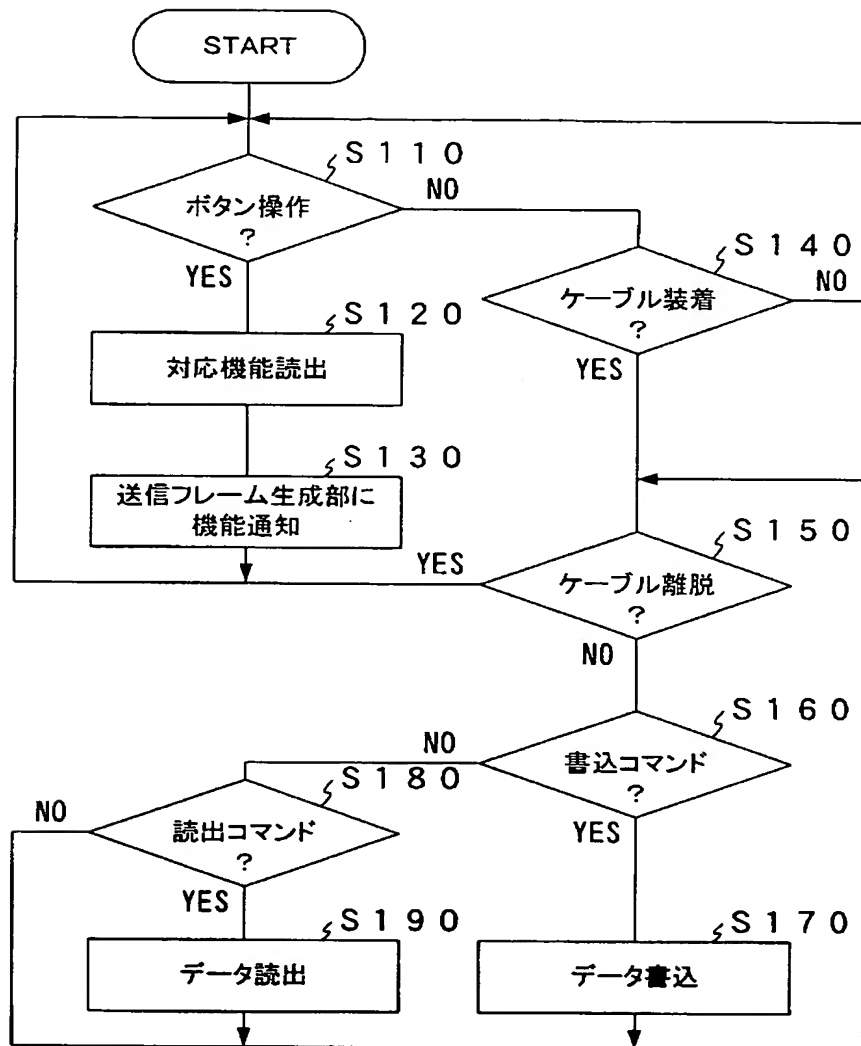 START
S110
ボタン操作
?
NO
YES
S140
ケーブル装着
?
NO
YES
S120
対応機能読出
S130
送信フレーム生成部に
機能通知
S150
ケーブル離脱
?
YES
NO
S160
書込コマンド
?
NO
YES
S180
読出コマンド
?
NO
YES
S190
データ読出
S170
データ書込